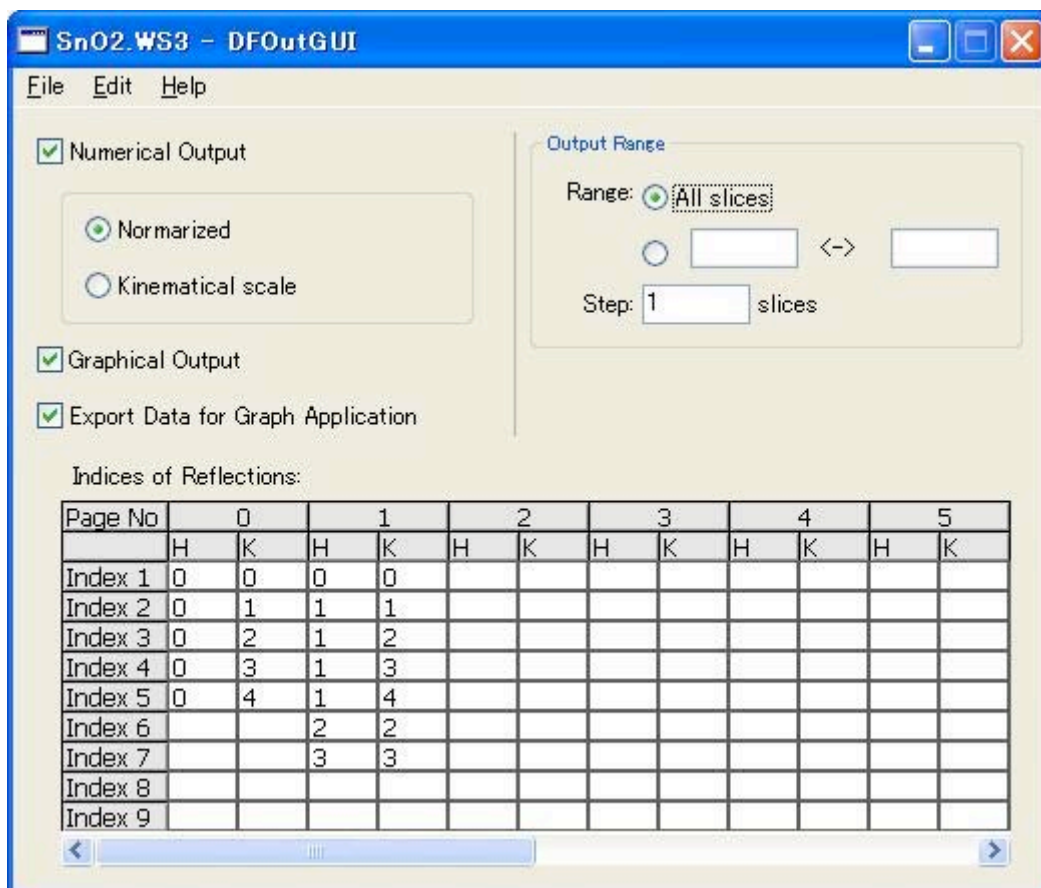 SnO2.WS3 - DFOutGUI
File Edit Help
Numerical Output
Normarized
Kinematical scale
Graphical Output
Export Data for Graph Application
Output Range
Range: All slices
<->
Step: 1 slices
Indices of Reflections:
Page No 0 1 2 3 4 5
H K H K H K H K H K H K
Index 1 0 0 0 0
Index 2 0 1 1 1
Index 3 0 2 1 2
Index 4 0 3 1 3
Index 5 0 4 1 4
Index 6 2 2
Index 7 3 3
Index 8
Index 9